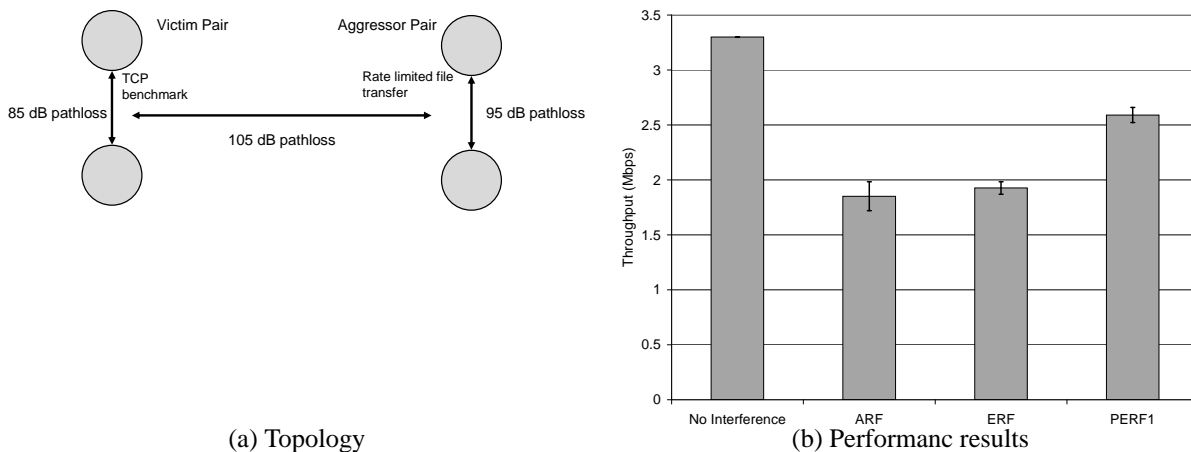 Victim Pair
Aggressor Pair
TCP
benchmark
Rate limited file
transfer
85 dB pathloss
95 dB pathloss
105 dB pathloss
(a) Topology
3.5
3
2.5
2
1.5
1
0.5
0
Throughput (Mbps)
No Interference
ARF
ERF
PERF1
(b) Performanc results